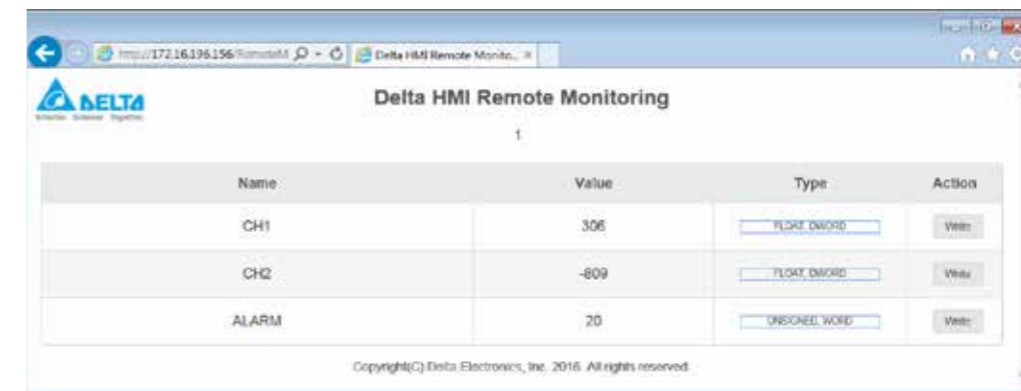 172.16.196.156
Delta HMI Remote Monito...
DELTA
Delta HMI Remote Monitoring
1
Name Value Type Action
CH1 306 FLOAT, DWORD Write
CH2 -809 FLOAT, DWORD Write
ALARM 20 UNSIGNED, WORD Write
Copyright(C) Delta Electronics, Inc. 2016. All rights reserved